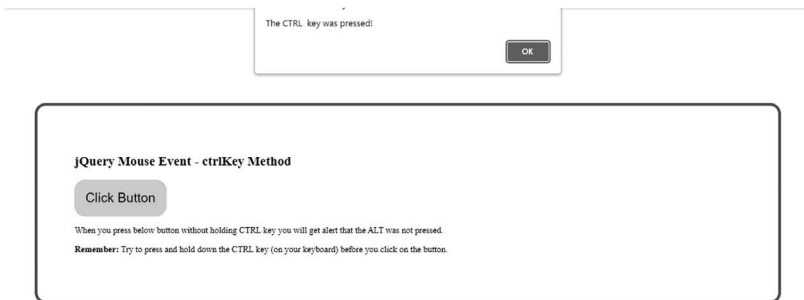 The CTRL key was pressed!
OK
jQuery Mouse Event - ctrlKey Method
Click Button
When you press below button without holding CTRL key you will get alert that the ALT was not pressed.
Remember: Try to press and hold down the CTRL key (on your keyboard) before you click on the button.